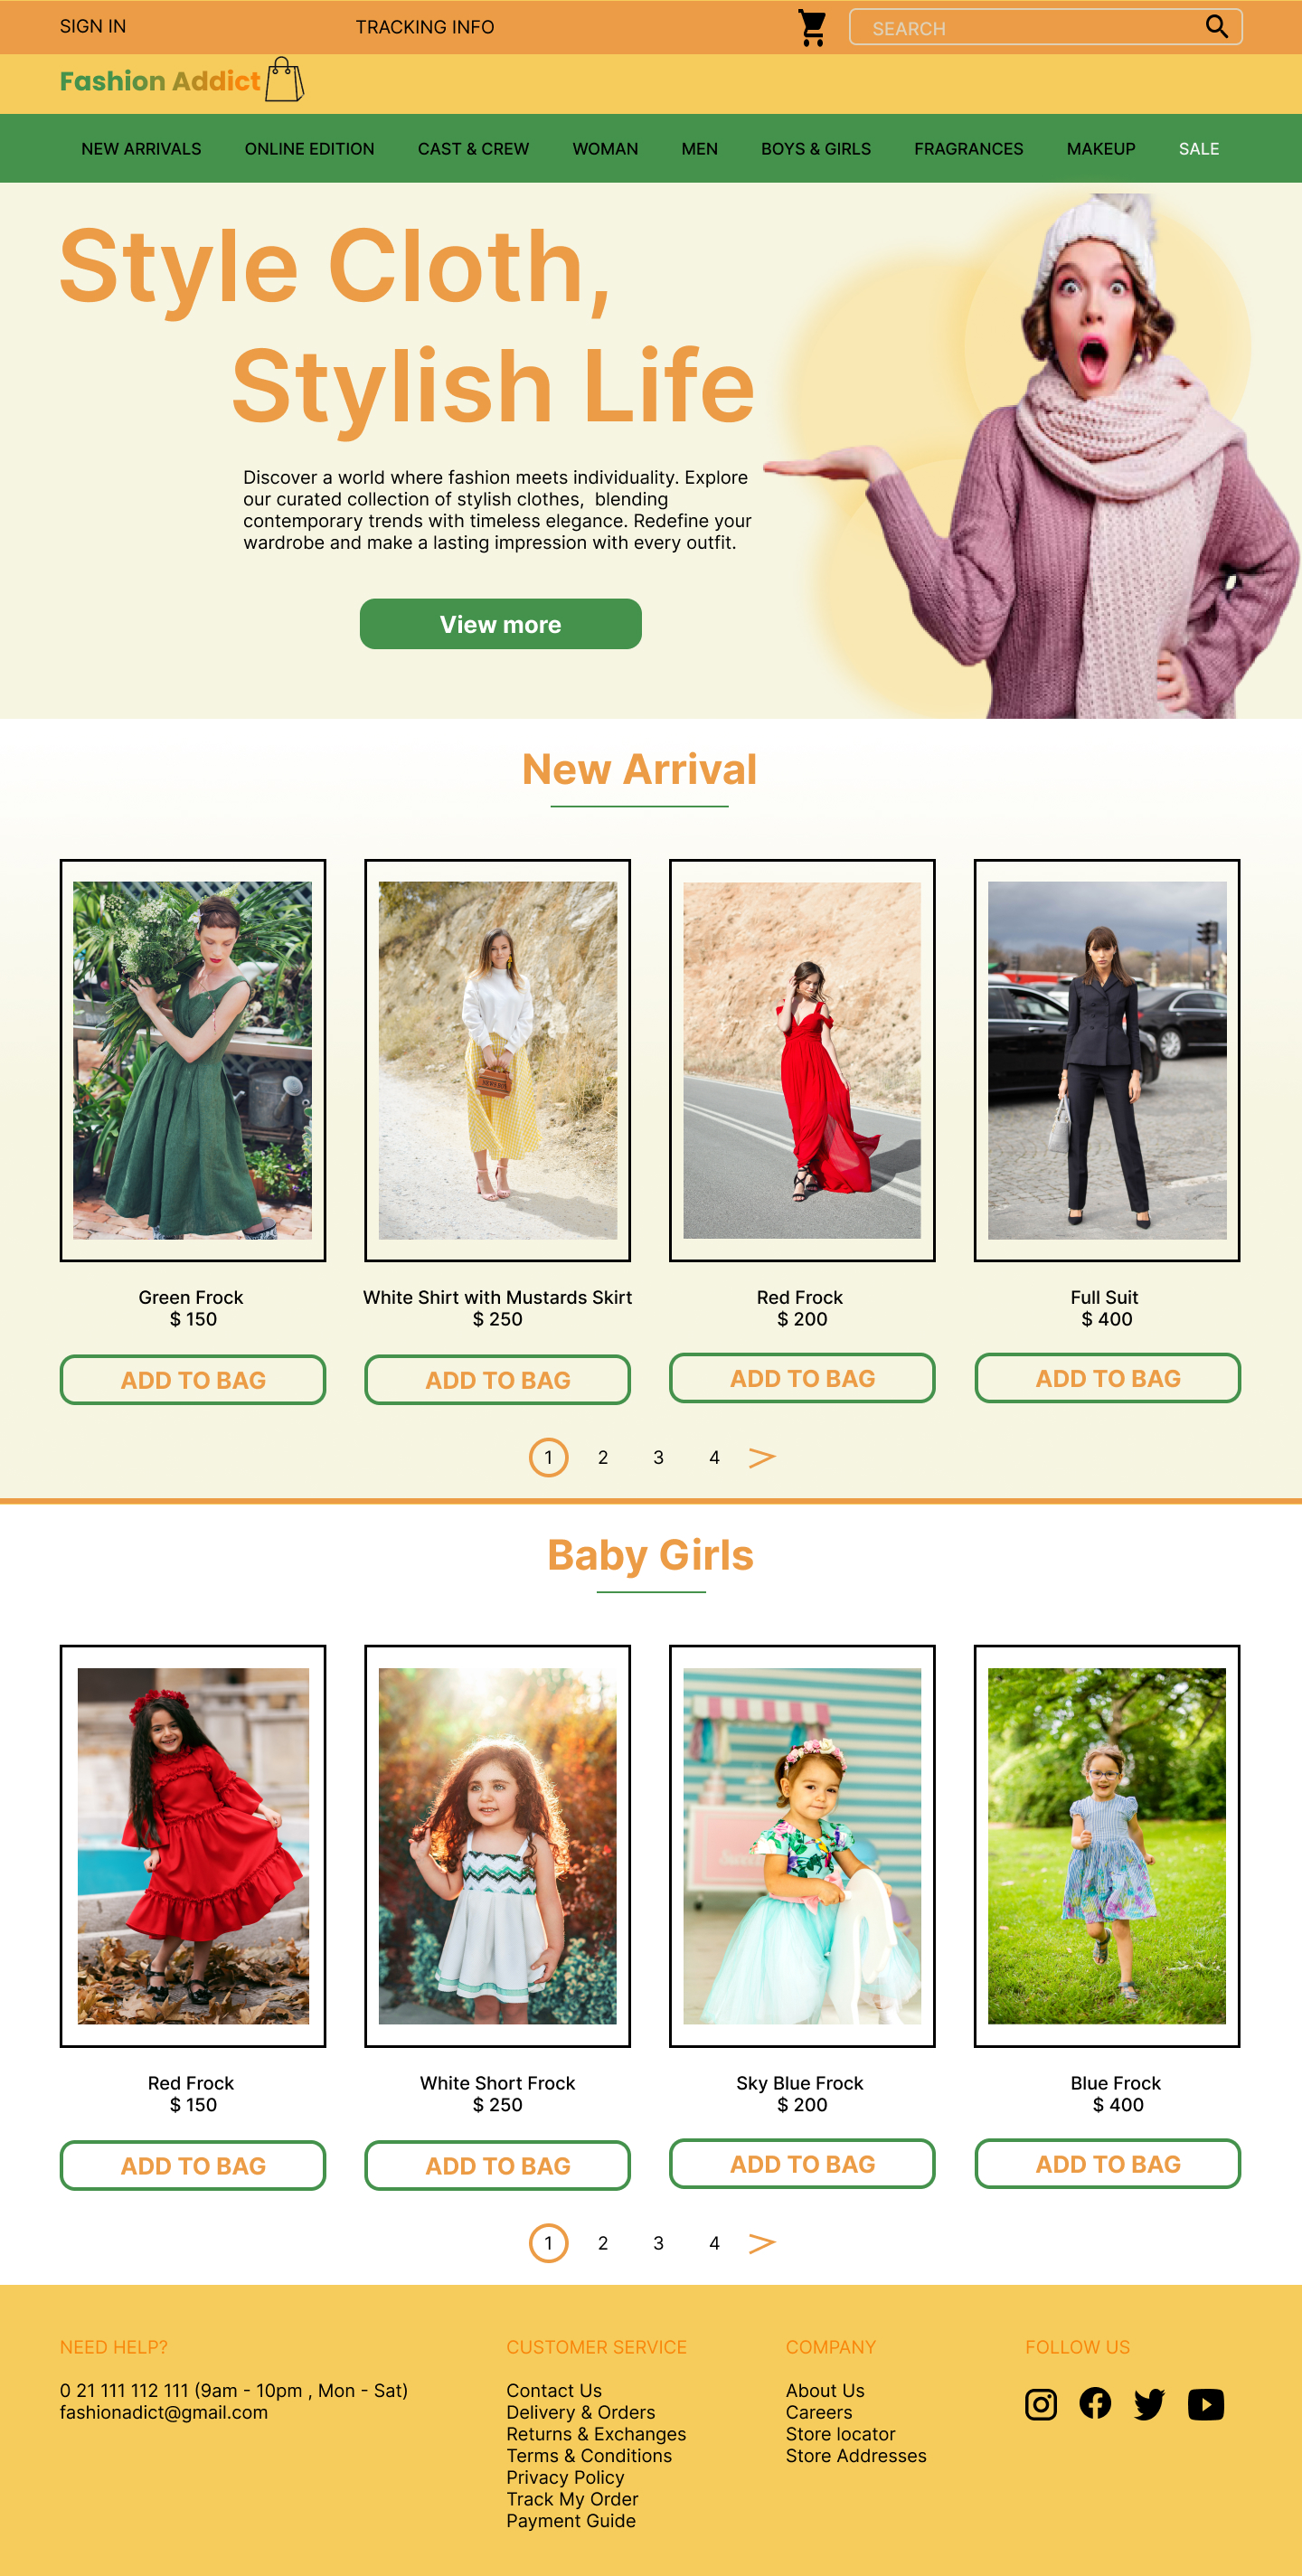 SIGN IN
TRACKING INFO
SEARCH
Fashion Addict
NEW ARRIVALS
ONLINE EDITION
CAST & CREW
WOMAN
MEN
BOYS & GIRLS
FRAGRANCES
MAKEUP
SALE
Style Cloth,
Stylish Life
Discover a world where fashion meets individuality. Explore
our curated collection of stylish clothes,  blending
contemporary trends with timeless elegance. Redefine your
wardrobe and make a lasting impression with every outfit.
View more
New Arrival
Green Frock
$ 150
White Shirt with Mustards Skirt
$ 250
Red Frock
$ 200
Full Suit
$ 400
ADD TO BAG
ADD TO BAG
ADD TO BAG
ADD TO BAG
1 2 3 4 >
Baby Girls
Red Frock
$ 150
White Short Frock
$ 250
Sky Blue Frock
$ 200
Blue Frock
$ 400
ADD TO BAG
ADD TO BAG
ADD TO BAG
ADD TO BAG
1 2 3 4 >
NEED HELP?
0 21 111 112 111 (9am - 10pm , Mon - Sat)
fashionadict@gmail.com
CUSTOMER SERVICE
Contact Us
Delivery & Orders
Returns & Exchanges
Terms & Conditions
Privacy Policy
Track My Order
Payment Guide
COMPANY
About Us
Careers
Store locator
Store Addresses
FOLLOW US